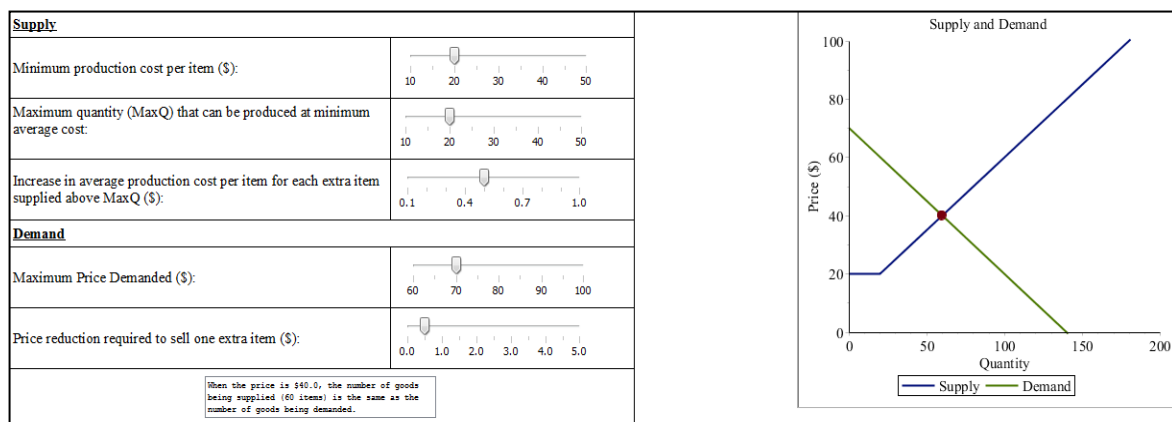 Supply
Minimum production cost per item ($):
10 20 30 40 50
Maximum quantity (MaxQ) that can be produced at minimum
average cost:
10 20 30 40 50
Increase in average production cost per item for each extra item
supplied above MaxQ ($):
0.1 0.4 0.7 1.0
Demand
Maximum Price Demanded ($):
60 70 80 90 100
Price reduction required to sell one extra item ($):
0.0 1.0 2.0 3.0 4.0 5.0
When the price is $40.0, the number of goods
being supplied (60 items) is the same as the
number of goods being demanded.
Supply and Demand
100
80
60
40
20
0
Price ($)
0 50 100 150 200
Quantity
Supply Demand